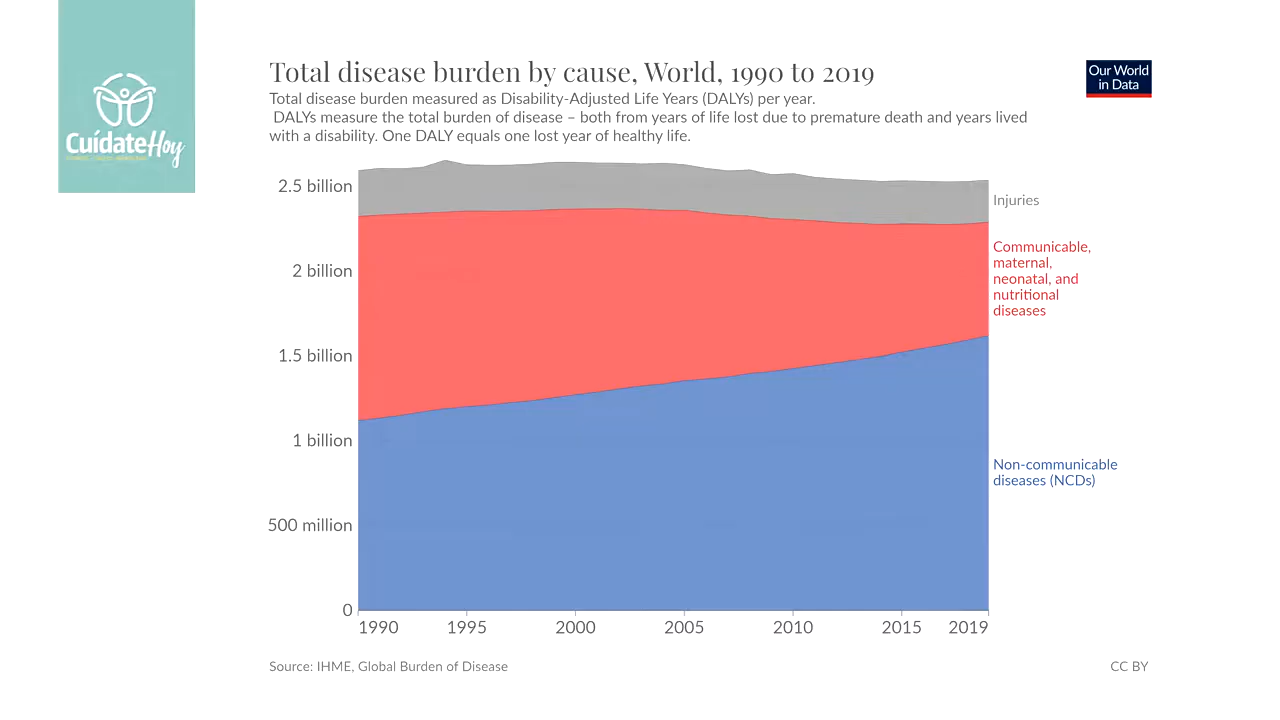 CuídateHoy
Total disease burden by cause, World, 1990 to 2019
Our World
in Data
Total disease burden measured as Disability-Adjusted Life Years (DALYs) per year.
DALYs measure the total burden of disease – both from years of life lost due to premature death and years lived
with a disability. One DALY equals one lost year of healthy life.
2.5 billion
2 billion
1.5 billion
1 billion
500 million
0
Injuries
Communicable,
maternal,
neonatal, and
nutritional
diseases
Non-communicable
diseases (NCDs)
1990 1995 2000 2005 2010 2015 2019
Source: IHME, Global Burden of Disease
CC BY